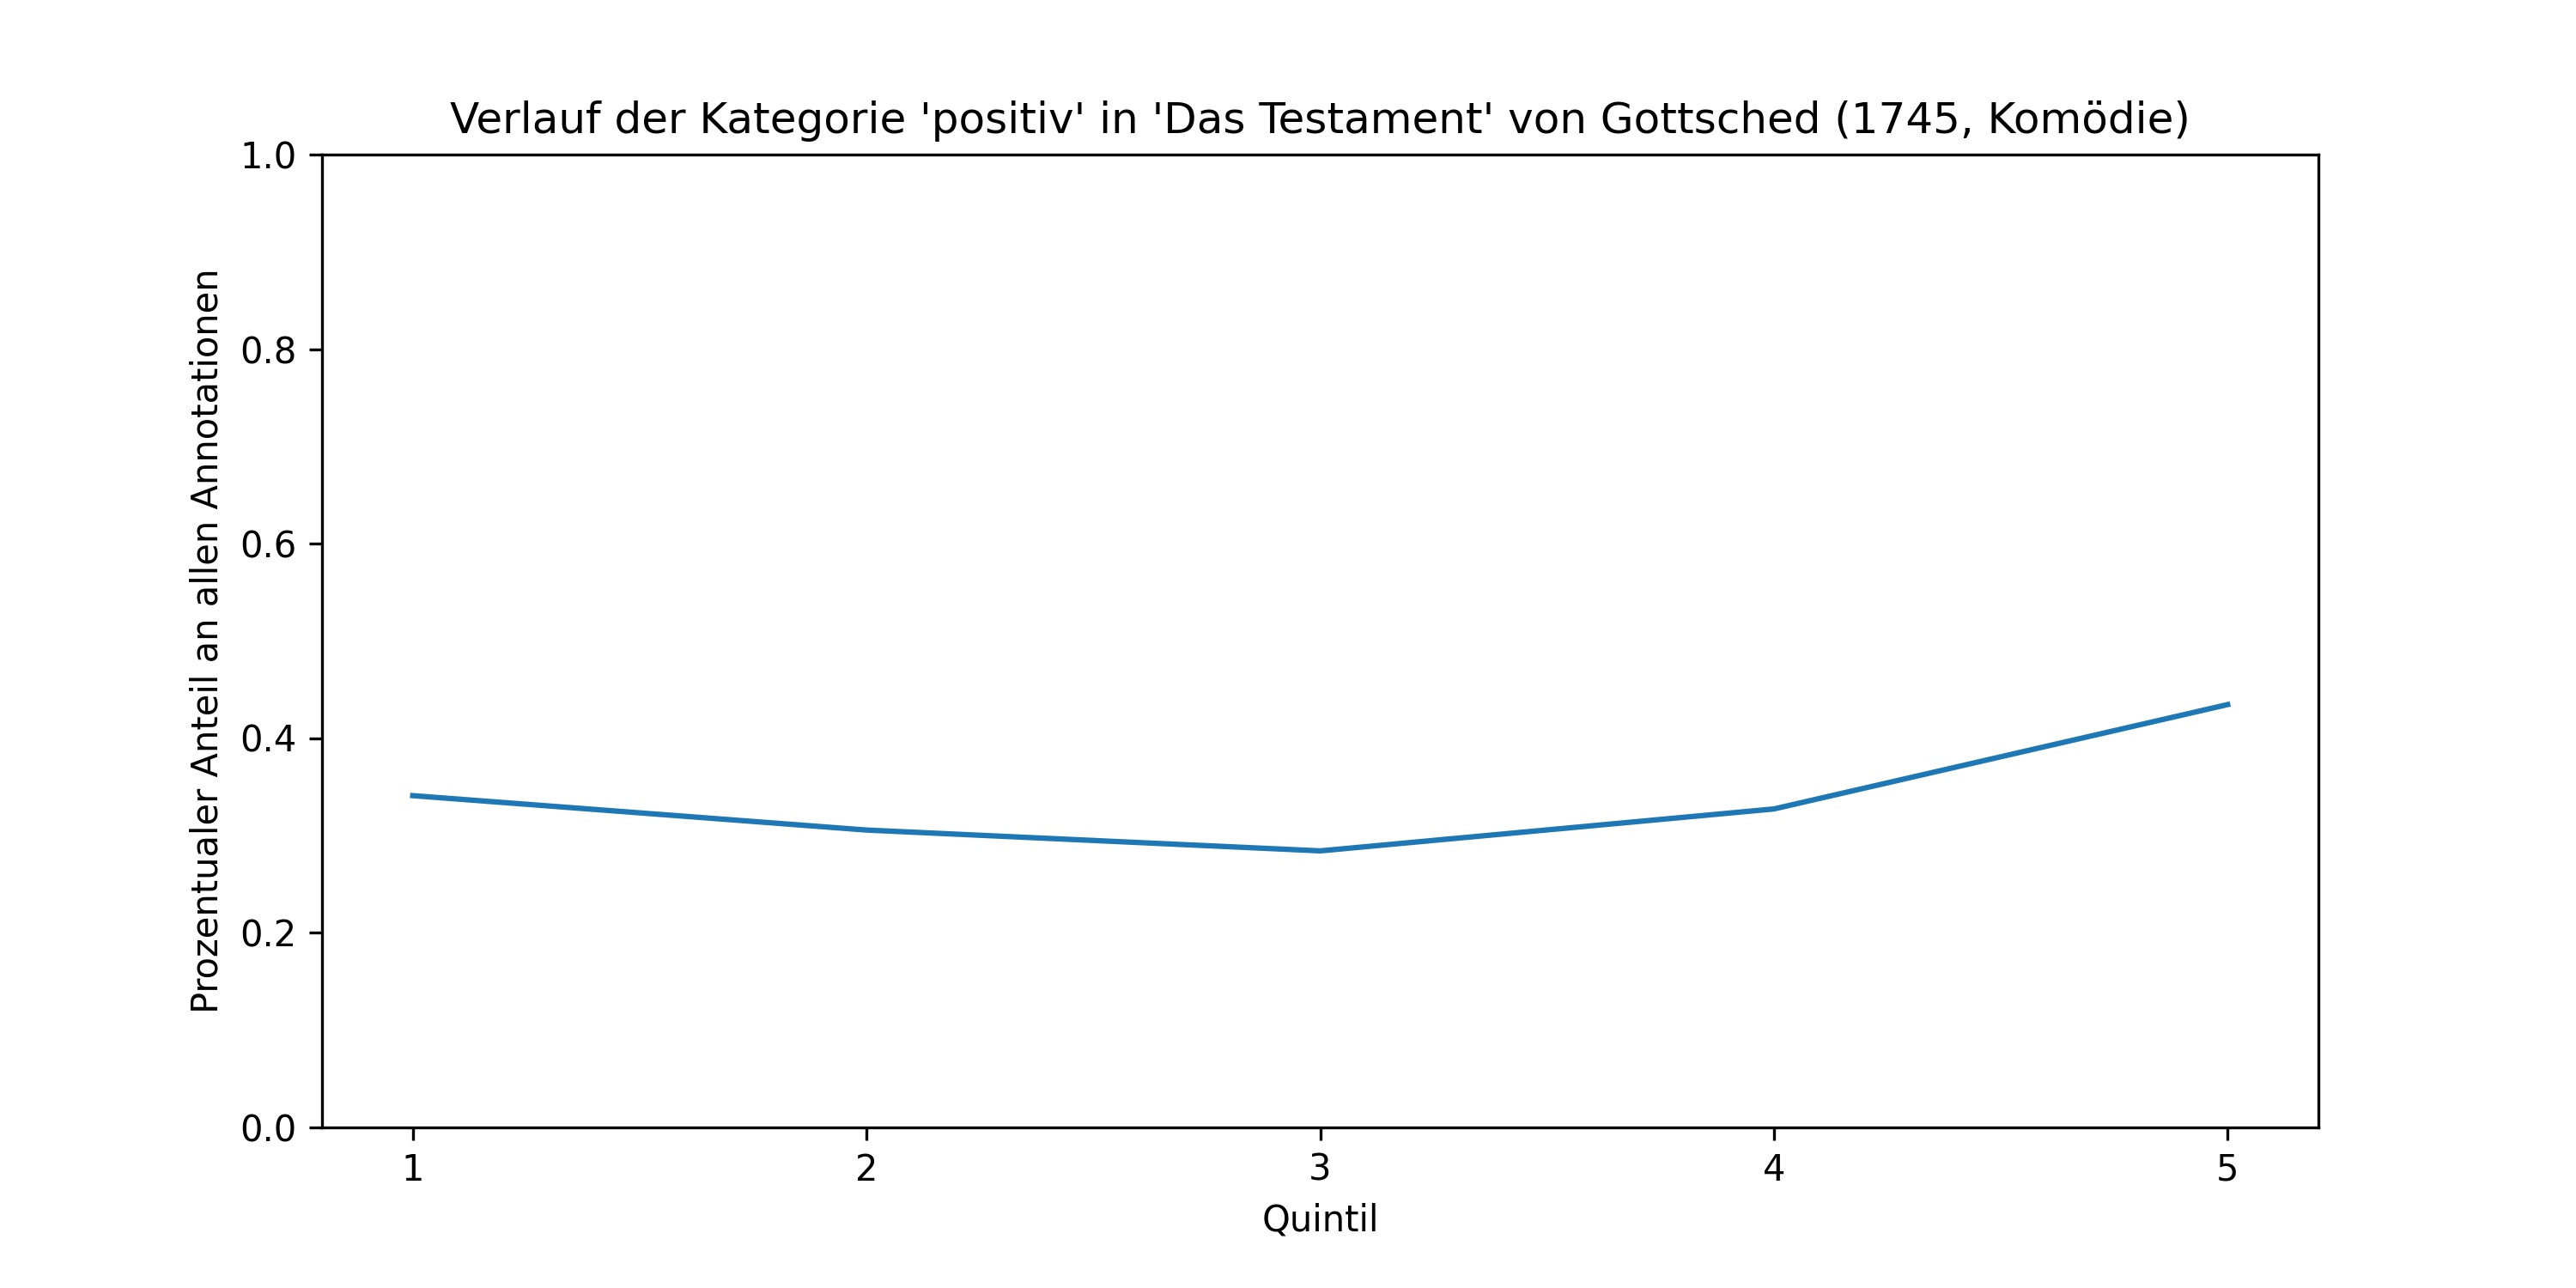 Verlauf der Kategorie 'positiv' in 'Das Testament' von Gottsched (1745, Komödie)
Prozentualer Anteil an allen Annotationen
1.0
0.8
0.6
0.4
0.2
0.0
1 2 3 4 5
Quintil